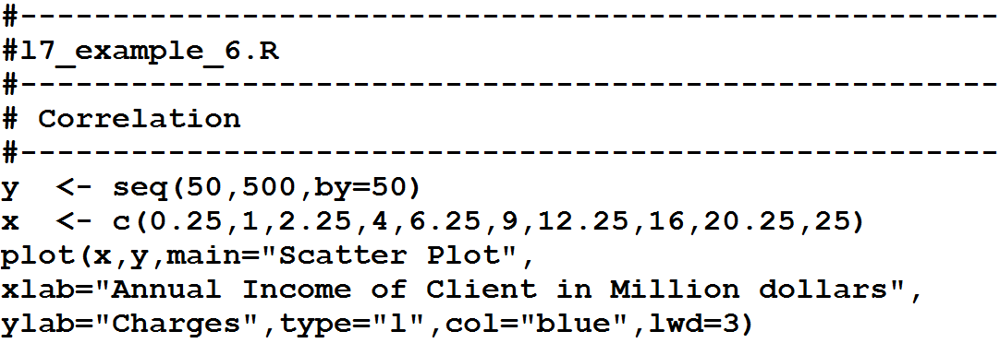 #-----------------------------------------------------
#l7_example_6.R
#-----------------------------------------------------
# Correlation
#-----------------------------------------------------
y  <- seq(50,500,by=50)
x  <- c(0.25,1,2.25,4,6.25,9,12.25,16,20.25,25)
plot(x,y,main="Scatter Plot",
xlab="Annual Income of Client in Million dollars",
ylab="Charges",type="l",col="blue",lwd=3)